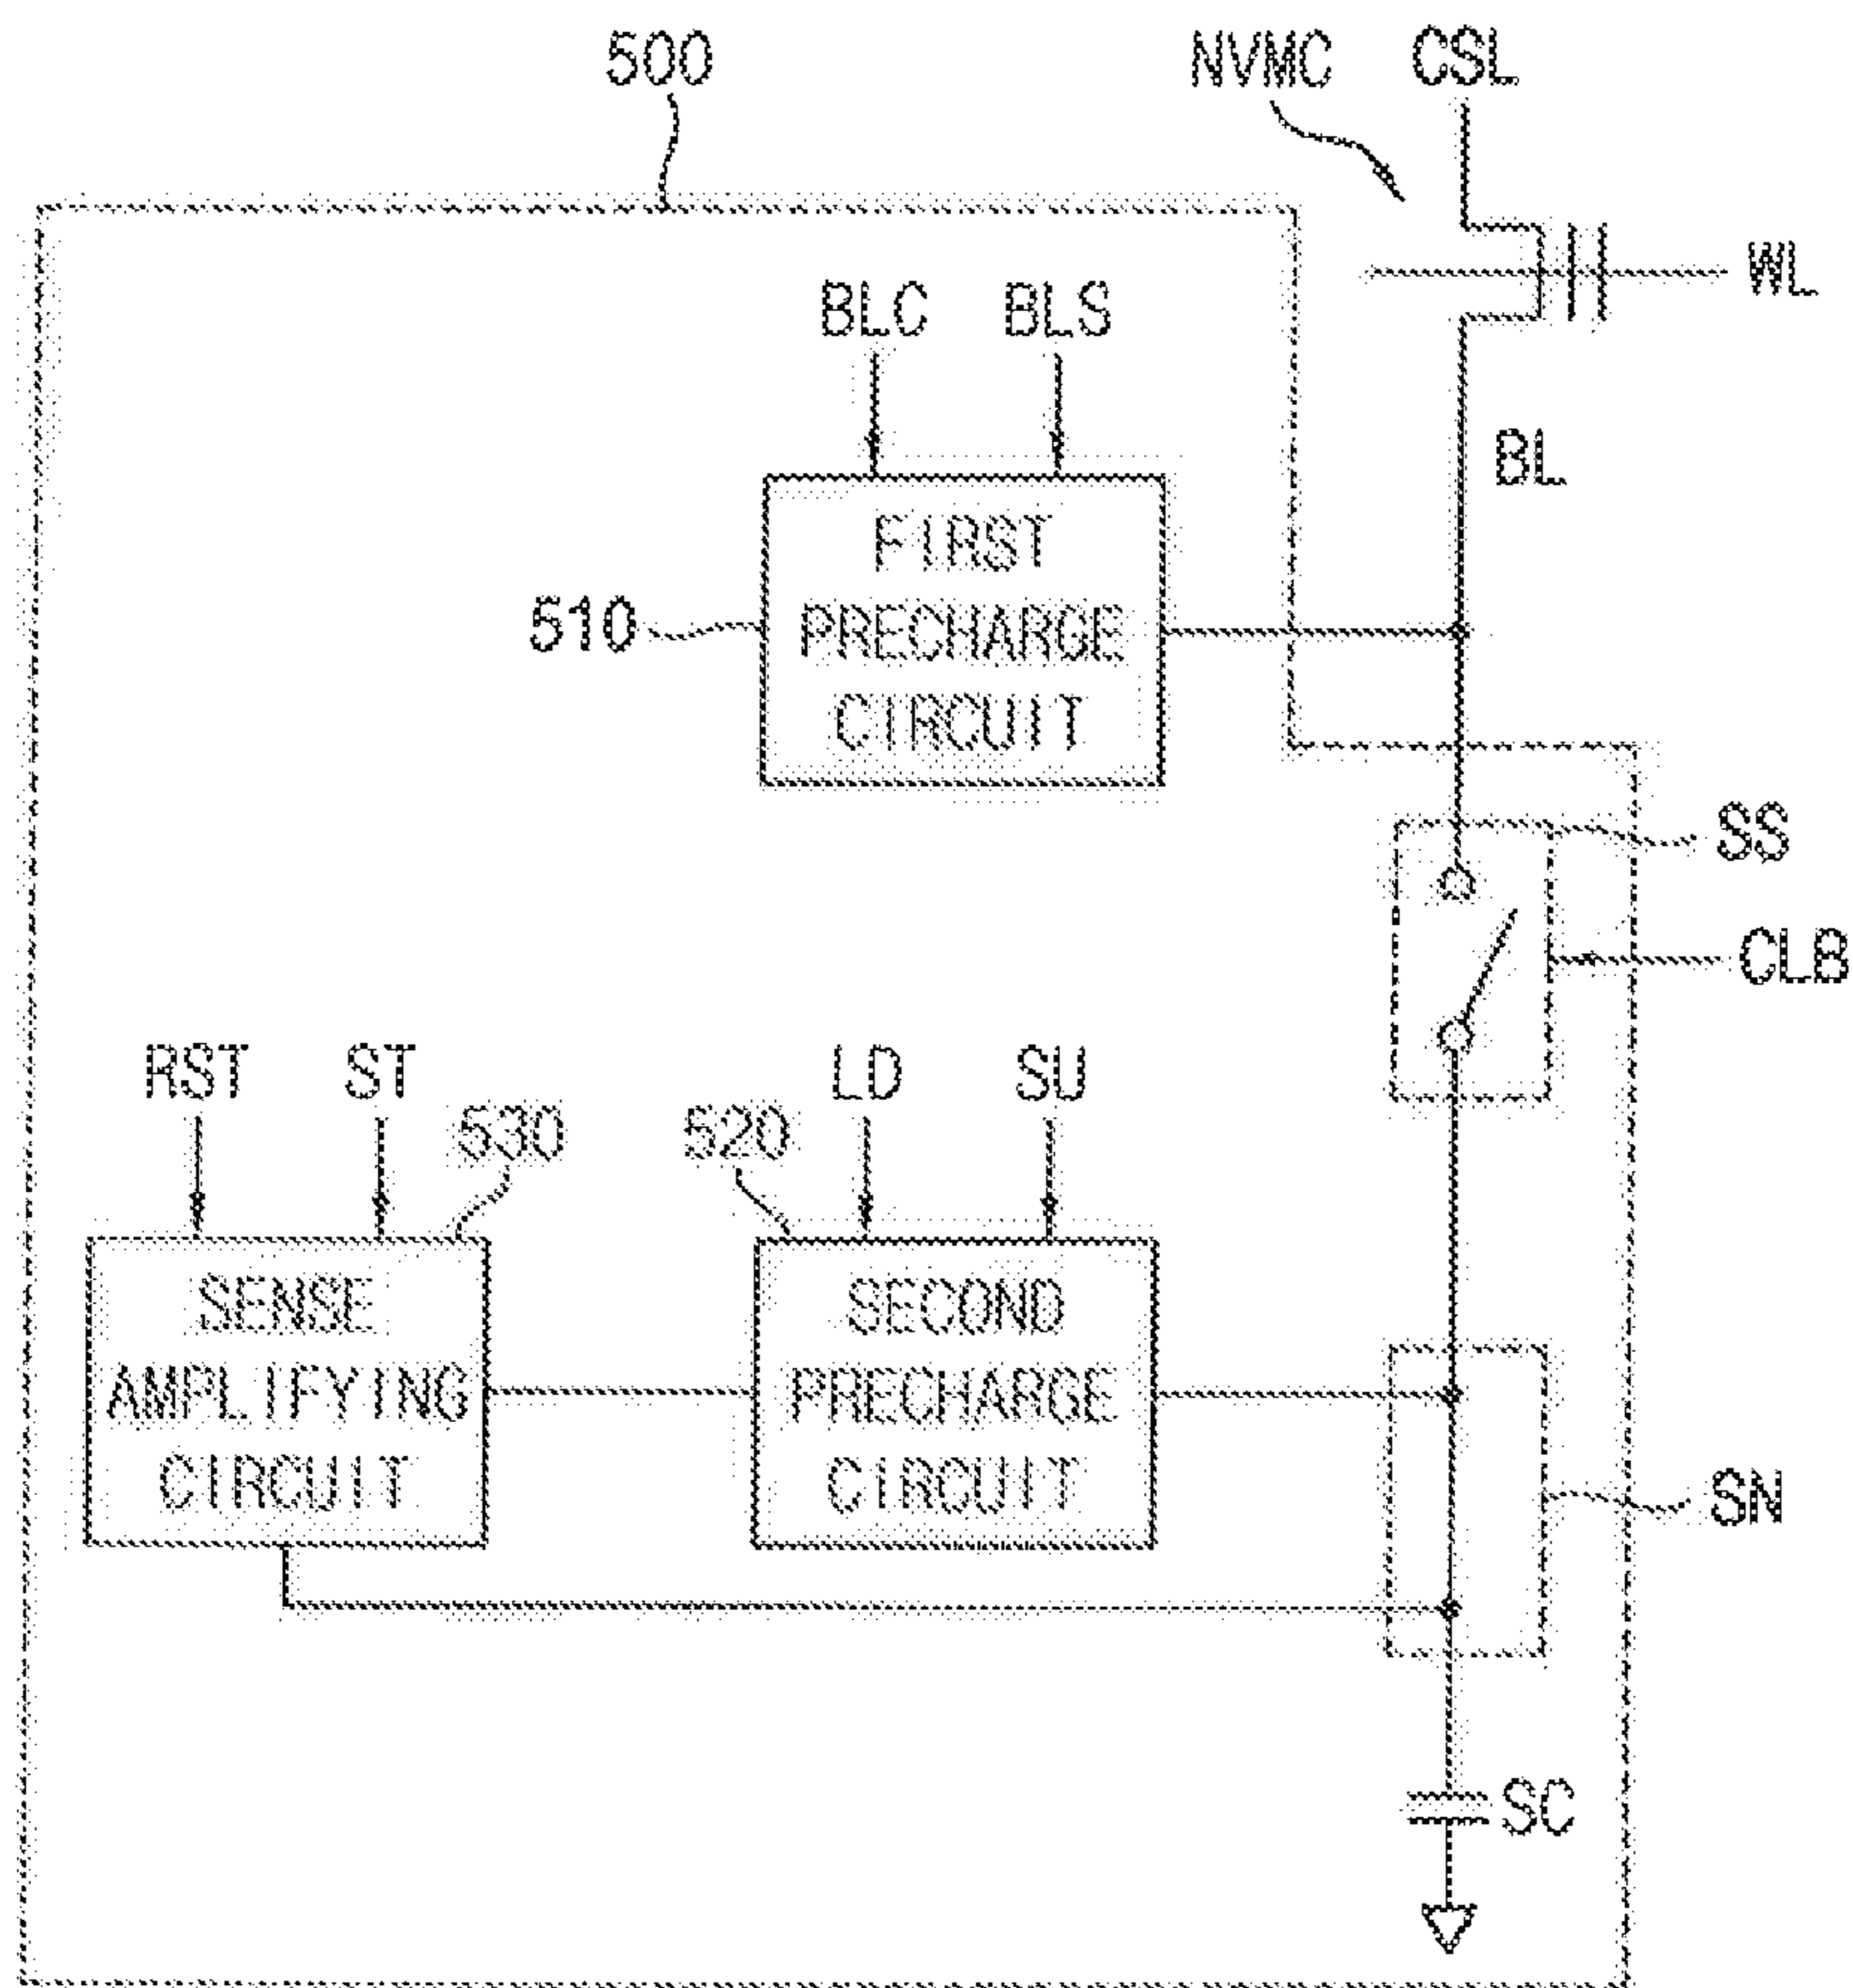 500
NVMC CSL
WL
BLC BLS
BL
FIRST
PRECHARGE
CIRCUIT
510
SS
CLB
RST ST
530
520
LD SU
SENSE
AMPLIFYING
CIRCUIT
SECOND
PRECHARGE
CIRCUIT
SN
SC